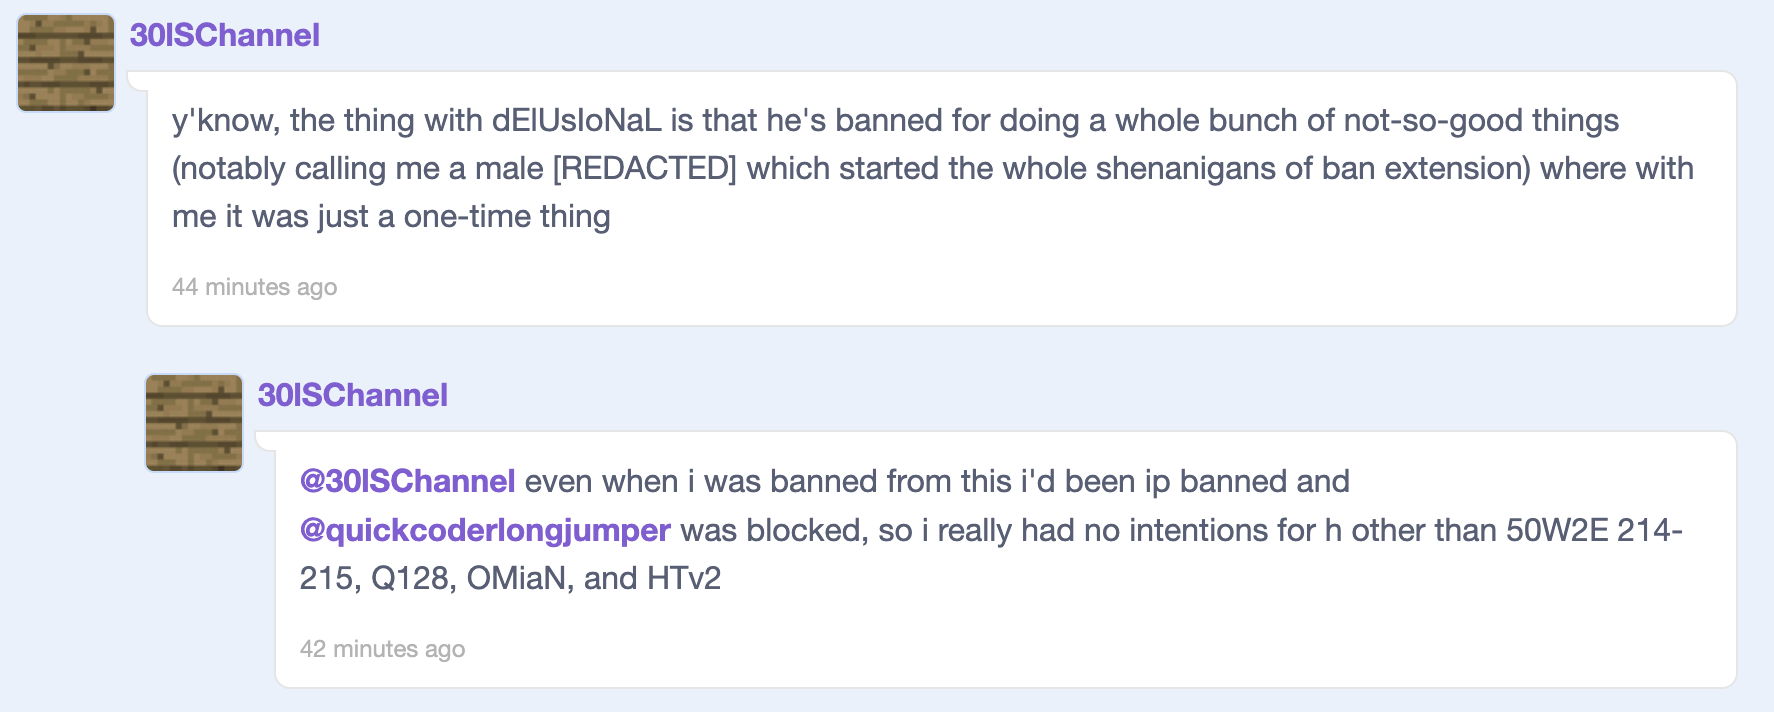 30ISChannel
y'know, the thing with dElUsIoNaL is that he's banned for doing a whole bunch of not-so-good things
(notably calling me a male [REDACTED] which started the whole shenanigans of ban extension) where with
me it was just a one-time thing
44 minutes ago
30ISChannel
@30ISChannel even when i was banned from this i'd been ip banned and
@quickcoderlongjumper was blocked, so i really had no intentions for h other than 50W2E 214-
215, Q128, OMiaN, and HTv2
42 minutes ago